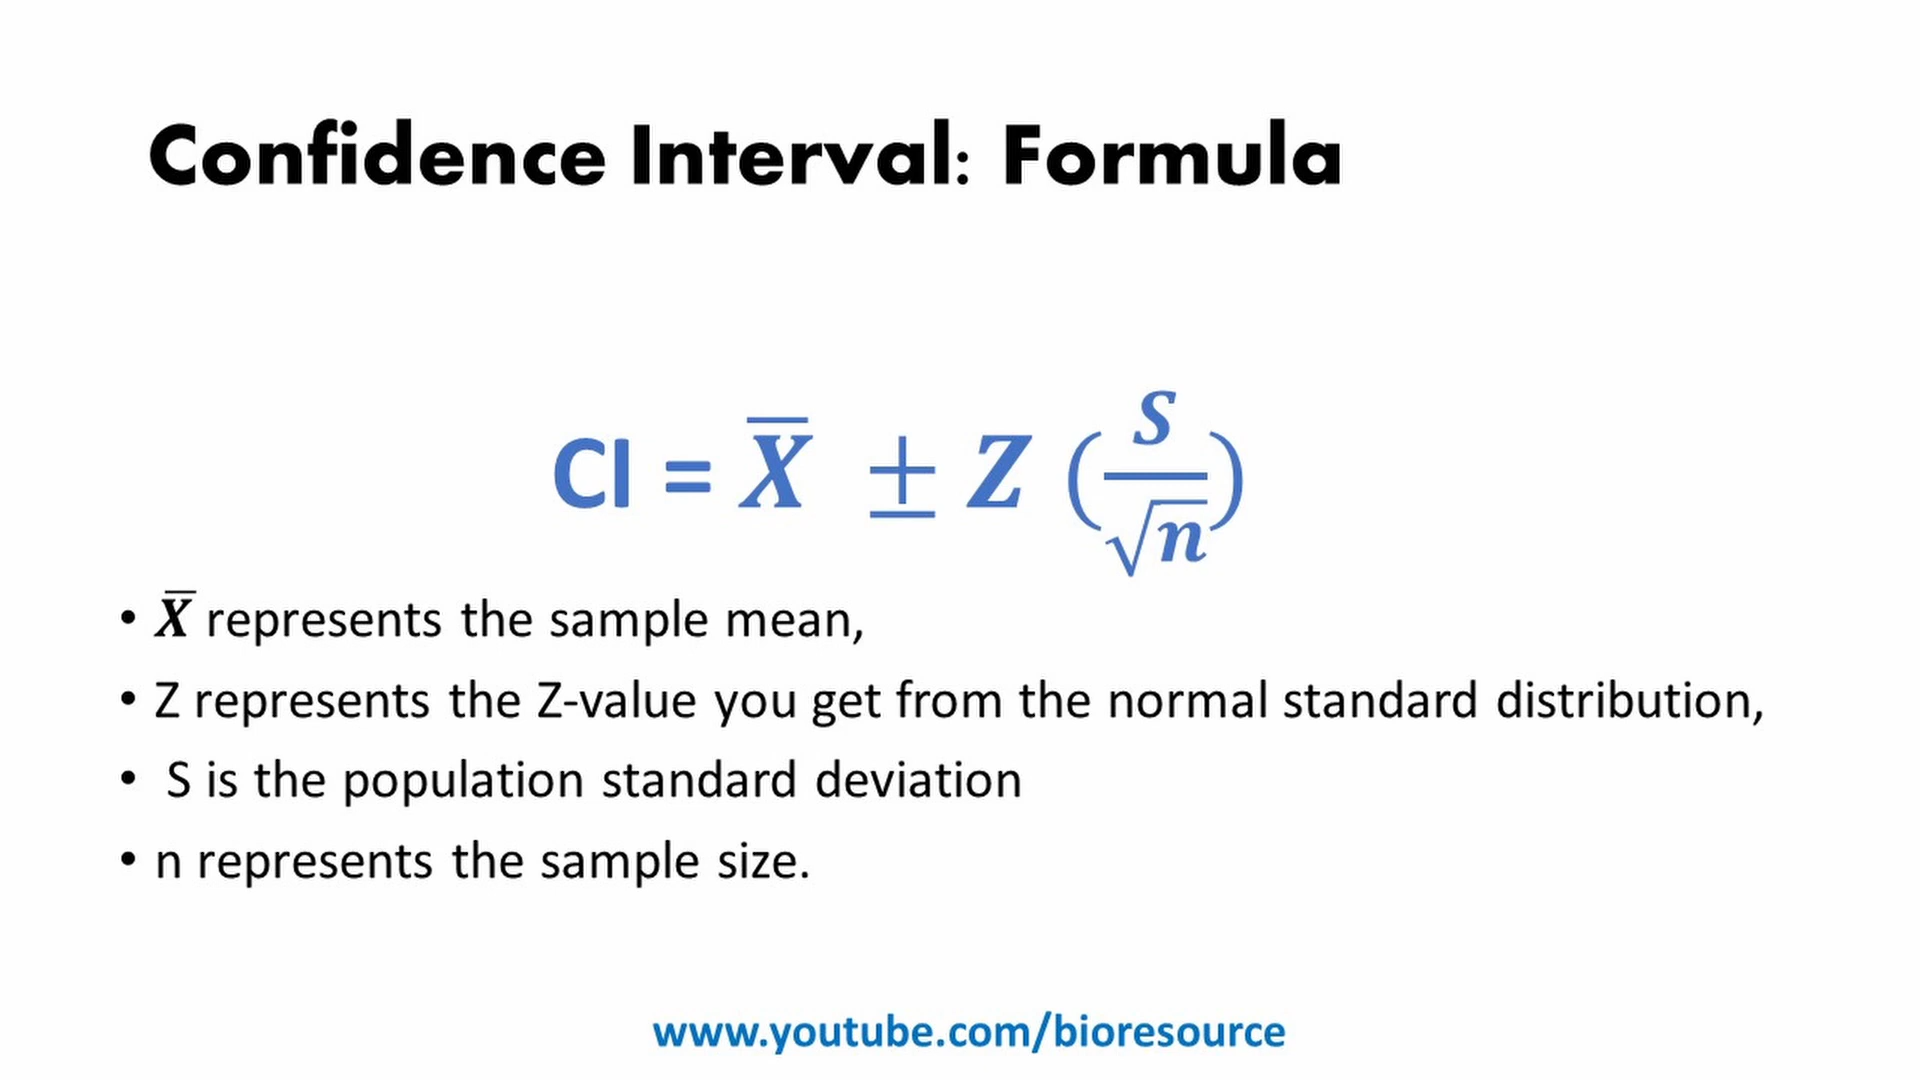 Confidence Interval: Formula
CI = X̅ ± Z (S/√n)
• X̅ represents the sample mean,
• Z represents the Z-value you get from the normal standard distribution,
• S is the population standard deviation
• n represents the sample size.
www.youtube.com/bioresource